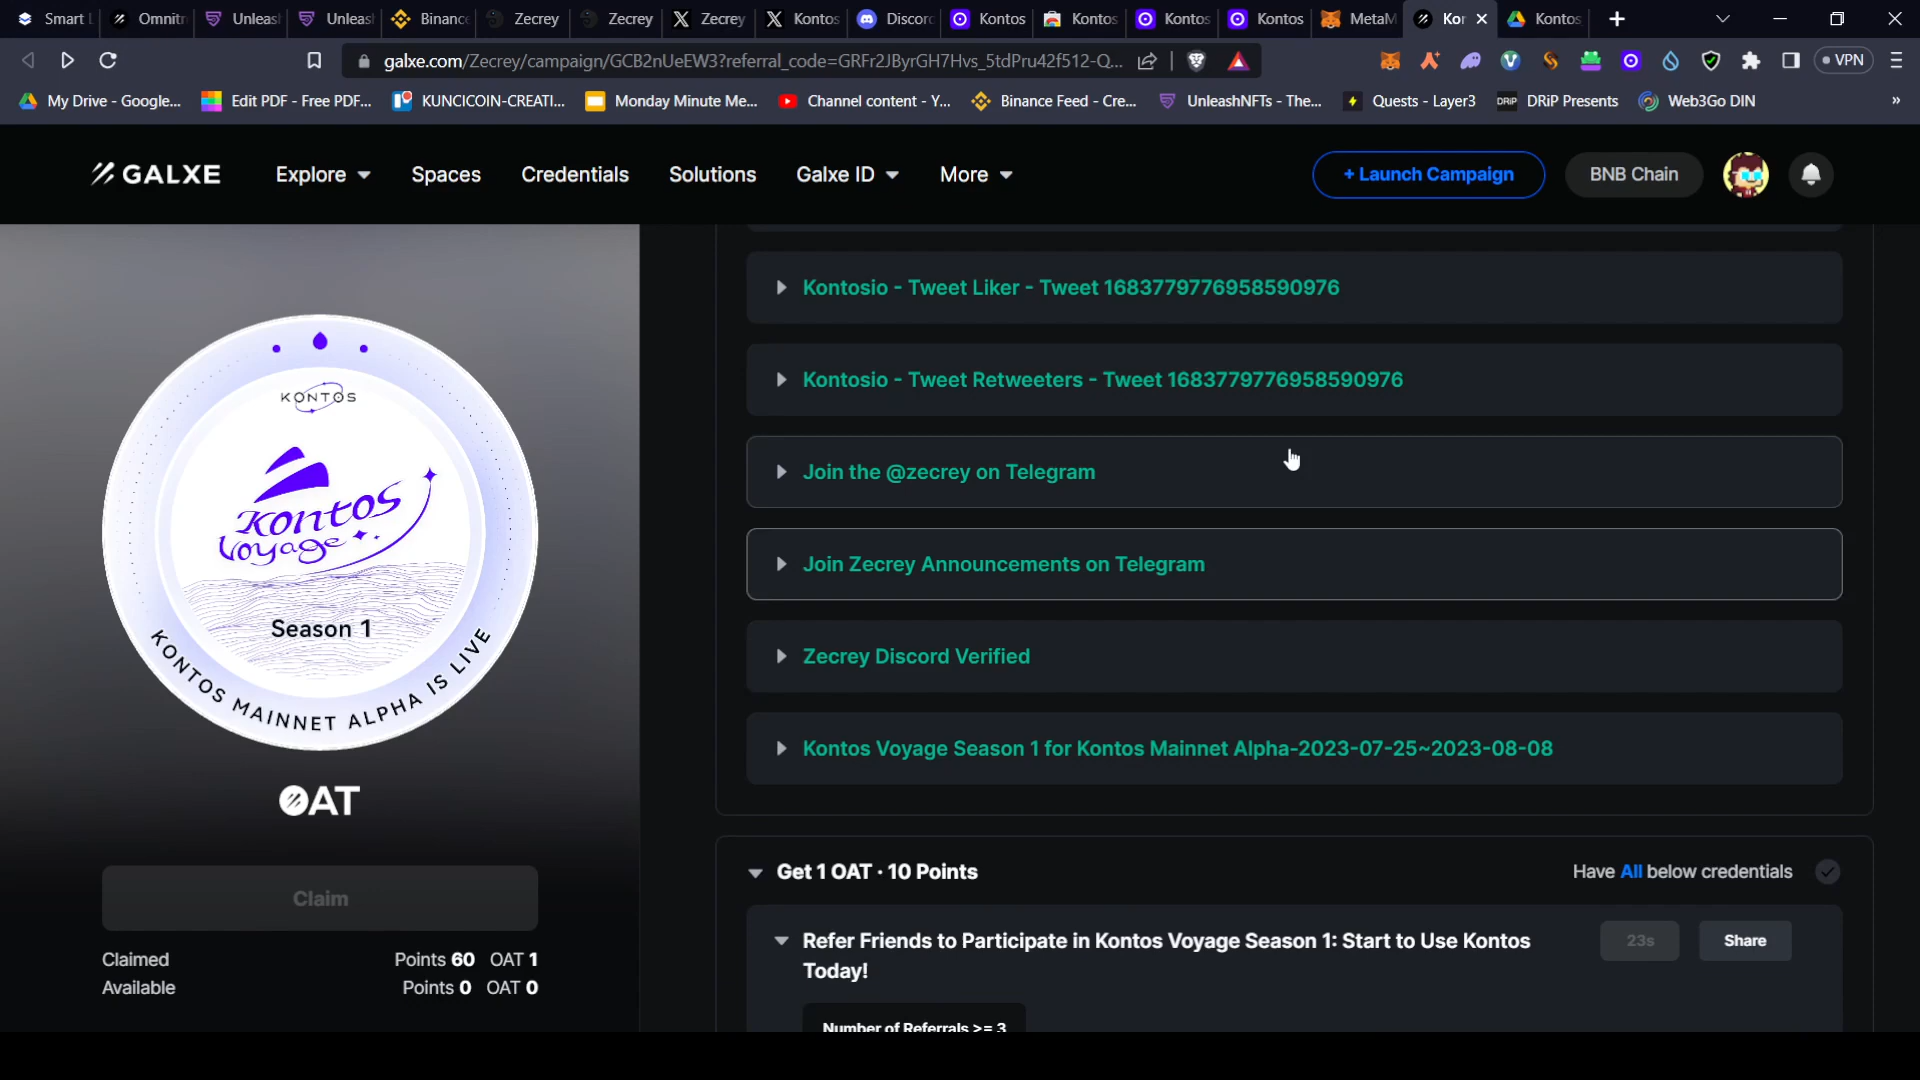 Smart L
Omnitr
Unleas
Unleas
Binanc
Zecrey
Zecrey
Zecrey
Kontos
Discord
Kontos
Kontos
Kontos
Kontos
MetaM
Kor
Kontos
galxe.com/Zecrey/campaign/GCB2nUeEW3?referral_code=GRFr2JByrGH7Hvs_5tdPru42f512-Q...
VPN
My Drive - Google...
Edit PDF - Free PDF...
KUNCICOIN-CREATI...
Monday Minute Me...
Channel content - Y...
Binance Feed - Cre...
UnleashNFTs - The...
Quests - Layer3
DRiP Presents
Web3Go DIN
GALXE
Explore
Spaces
Credentials
Solutions
Galxe ID
More
+ Launch Campaign
BNB Chain
KONTOS
Kontos
Voyage
Season 1
KONTOS MAINNET ALPHA IS LIVE
OAT
Claim
Claimed Points 60 OAT 1
Available Points 0 OAT 0
Kontosio - Tweet Liker - Tweet 1683779776958590976
Kontosio - Tweet Retweeters - Tweet 1683779776958590976
Join the @zecrey on Telegram
Join Zecrey Announcements on Telegram
Zecrey Discord Verified
Kontos Voyage Season 1 for Kontos Mainnet Alpha-2023-07-25~2023-08-08
Get 1 OAT · 10 Points
Have All below credentials
Refer Friends to Participate in Kontos Voyage Season 1: Start to Use Kontos
Today!
23s
Share
Number of Referrals >= 3